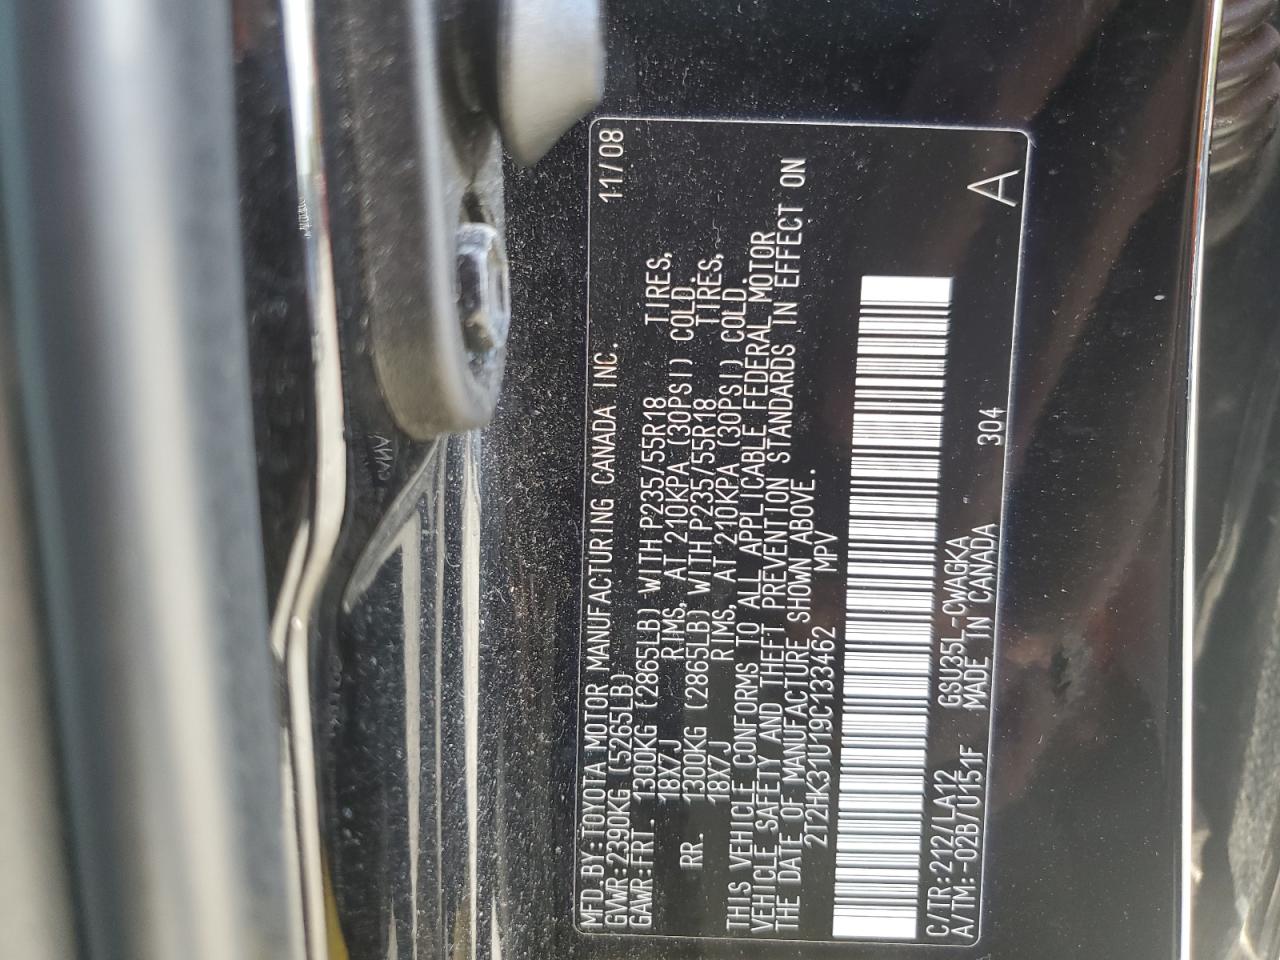 MFD.BY:TOYOTA MOTOR MANUFACTURING CANADA INC. 11/08
GVWR:2390KG (5265LB)
GAWR:FRT. 1300KG (2865LB) WITH P235/55R18 TIRES,
18X7J RIMS, AT 210KPA (30PSI) COLD.
RR. 1300KG (2865LB) WITH P235/55R18 TIRES,
18X7J RIMS, AT 210KPA (30PSI) COLD.
THIS VEHICLE CONFORMS TO ALL APPLICABLE FEDERAL MOTOR
VEHICLE SAFETY AND THEFT PREVENTION STANDARDS IN EFFECT ON
THE DATE OF MANUFACTURE SHOWN ABOVE.
2T2HK31U19C133462 MPV
C/TR:212/LA12 GSU35L-CWAGKA
A/TM:-02B/U151F MADE IN CANADA 304 A